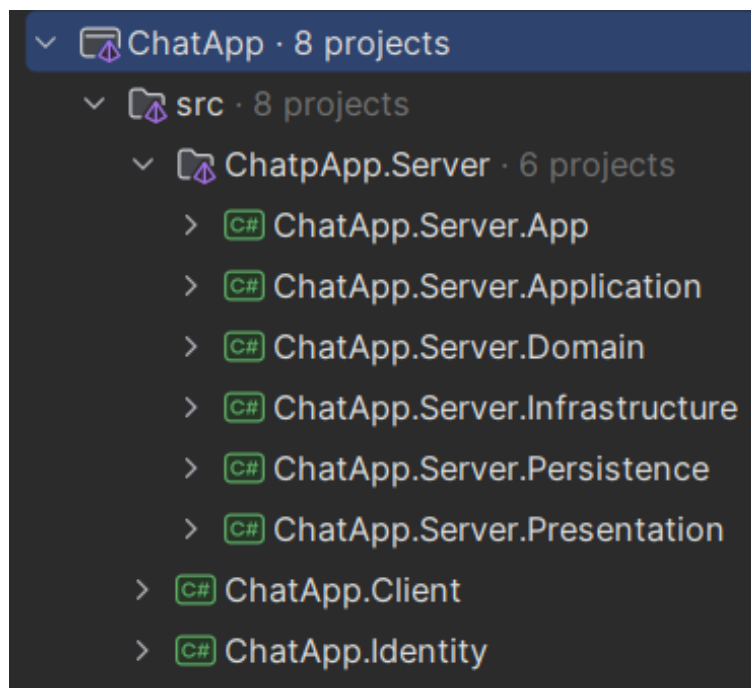 ChatApp · 8 projects
src · 8 projects
ChatpApp.Server · 6 projects
C# ChatApp.Server.App
C# ChatApp.Server.Application
C# ChatApp.Server.Domain
C# ChatApp.Server.Infrastructure
C# ChatApp.Server.Persistence
C# ChatApp.Server.Presentation
C# ChatApp.Client
C# ChatApp.Identity